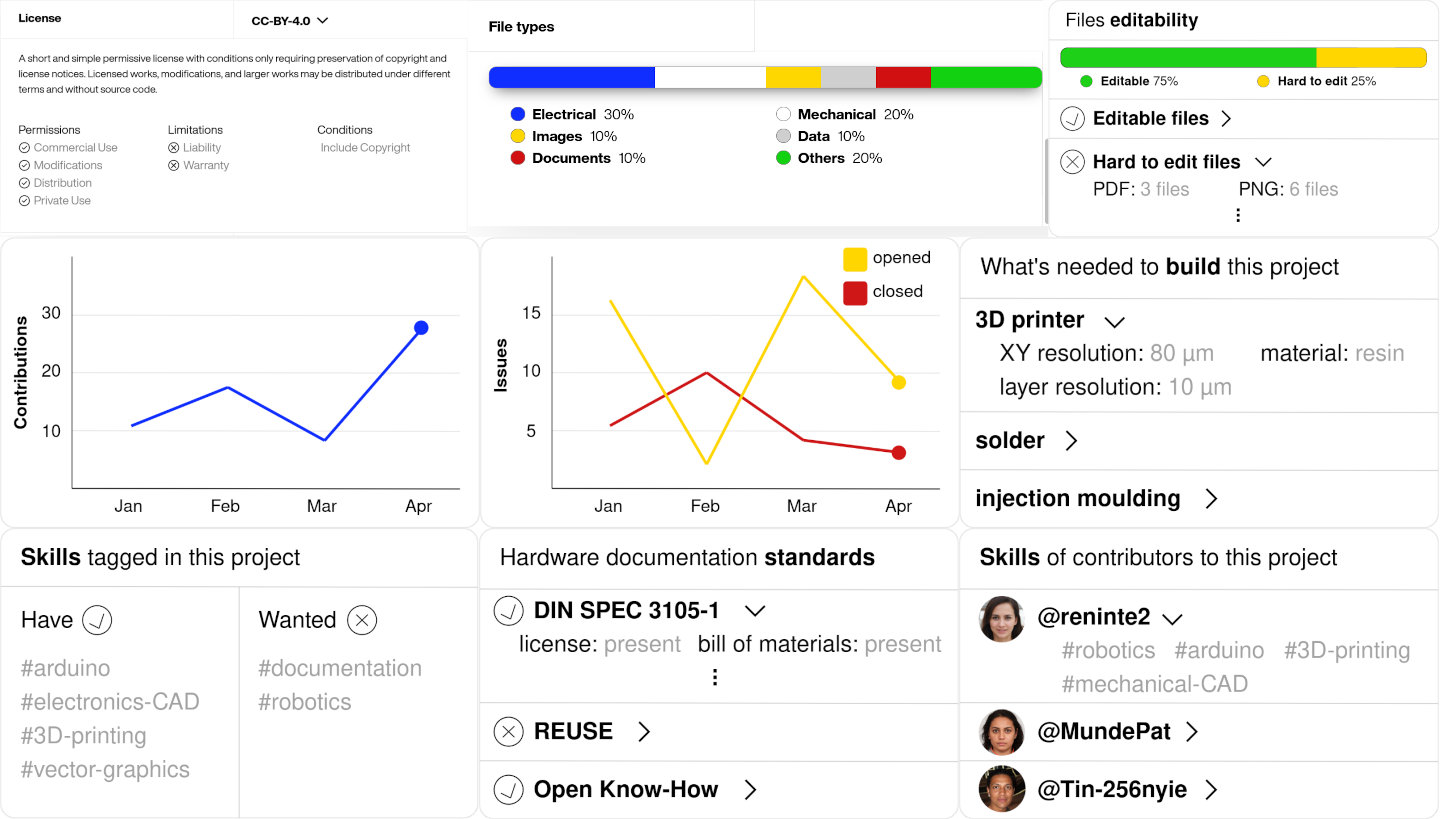 License
CC-BY-4.0
A short and simple permissive license with conditions only requiring preservation of copyright and
license notices. Licensed works, modifications, and larger works may be distributed under different
terms and without source code.
Permissions
Commercial Use
Modifications
Distribution
Private Use
Limitations
Liability
Warranty
Conditions
Include Copyright
File types
Electrical 30%
Mechanical 20%
Images 10%
Data 10%
Documents 10%
Others 20%
Files editability
Editable 75%
Hard to edit 25%
Editable files
Hard to edit files
PDF: 3 files
PNG: 6 files
Contributions
30
20
10
Jan
Feb
Mar
Apr
opened
closed
Issues
15
10
5
Jan
Feb
Mar
Apr
What's needed to build this project
3D printer
XY resolution: 80 μm
material: resin
layer resolution: 10 μm
solder
injection moulding
Skills tagged in this project
Have
#arduino
#electronics-CAD
#3D-printing
#vector-graphics
Wanted
#documentation
#robotics
Hardware documentation standards
DIN SPEC 3105-1
license: present
bill of materials: present
REUSE
Open Know-How
Skills of contributors to this project
@reninte2
#robotics #arduino #3D-printing
#mechanical-CAD
@MundePat
@Tin-256nyie